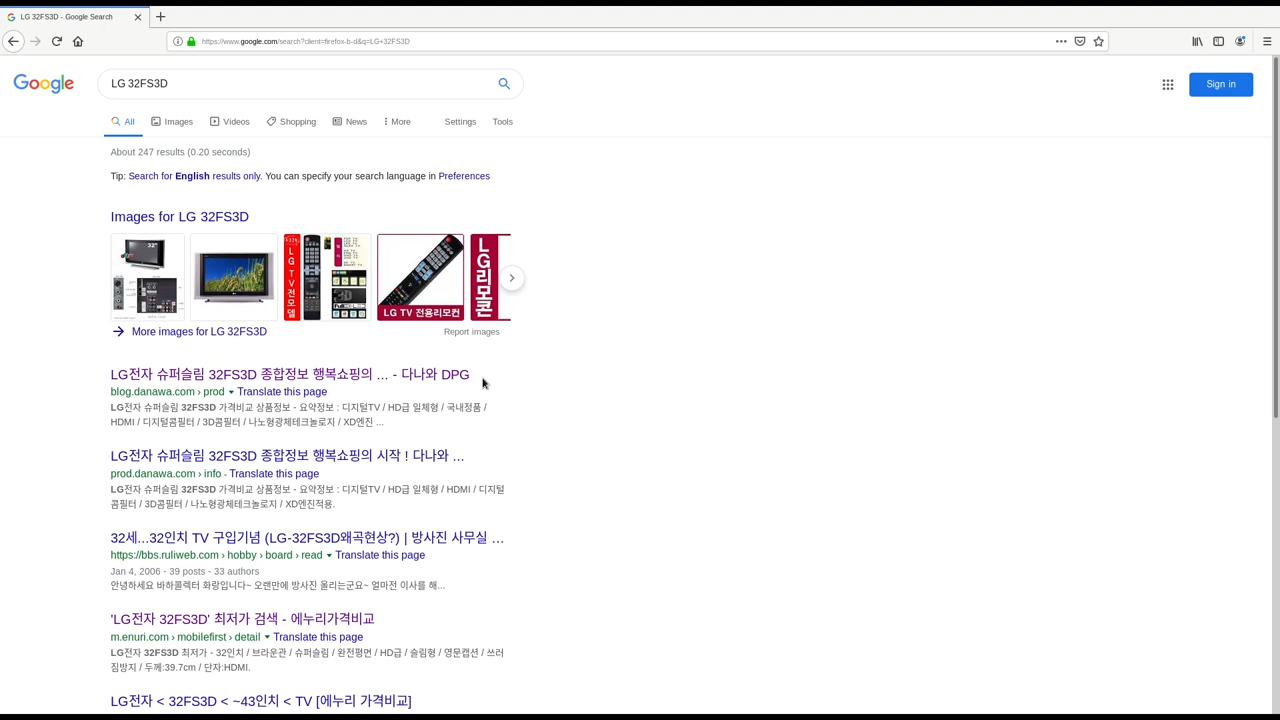 LG 32FS3D - Google Search
https://www.google.com/search?client=firefox-b-d&q=LG+32FS3D
Google
LG 32FS3D
Sign in
All Images Videos Shopping News More Settings Tools
About 247 results (0.20 seconds)
Tip: Search for English results only. You can specify your search language in Preferences
Images for LG 32FS3D
32"
LG TV 전모델
LG TV 전용리모컨
LG리모콘
More images for LG 32FS3D
Report images
LG전자 슈퍼슬림 32FS3D 종합정보 행복쇼핑의 ... - 다나와 DPG
blog.danawa.com › prod Translate this page
LG전자 슈퍼슬림 32FS3D 가격비교 상품정보 - 요약정보 : 디지털TV / HD급 일체형 / 국내정품 /
HDMI / 디지털콤필터 / 3D콤필터 / 나노형광체테크놀로지 / XD엔진 ...
LG전자 슈퍼슬림 32FS3D 종합정보 행복쇼핑의 시작 ! 다나와 ...
prod.danawa.com › info - Translate this page
LG전자 슈퍼슬림 32FS3D 가격비교 상품정보 - 요약정보 : 디지털TV / HD급 일체형 / HDMI / 디지털
콤필터 / 3D콤필터 / 나노형광체테크놀로지 / XD엔진적용.
32세...32인치 TV 구입기념 (LG-32FS3D왜곡현상?) | 방사진 사무실 ...
https://bbs.ruliweb.com › hobby › board › read Translate this page
Jan 4, 2006 - 39 posts - 33 authors
안녕하세요 바하콜렉터 화랑입니다~ 오랜만에 방사진 올리는군요~ 얼마전 이사를 해...
'LG전자 32FS3D' 최저가 검색 - 에누리가격비교
m.enuri.com › mobilefirst › detail Translate this page
LG전자 32FS3D 최저가 - 32인치 / 브라운관 / 슈퍼슬림 / 완전평면 / HD급 / 슬림형 / 영문캡션 / 쓰러
짐방지 / 두께:39.7cm / 단자:HDMI.
LG전자 < 32FS3D < ~43인치 < TV [에누리 가격비교]